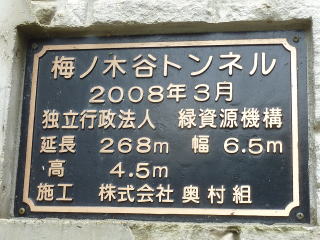 梅ノ木谷トンネル
2008年3月
独立行政法人 緑資源機構
延長 268m 幅 6.5m
高 4.5m
施工 株式会社 奥村組